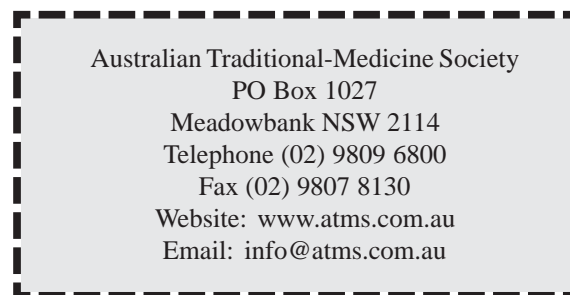 Australian Traditional-Medicine Society
PO Box 1027
Meadowbank NSW 2114
Telephone (02) 9809 6800
Fax (02) 9807 8130
Website: www.atms.com.au
Email: info@atms.com.au